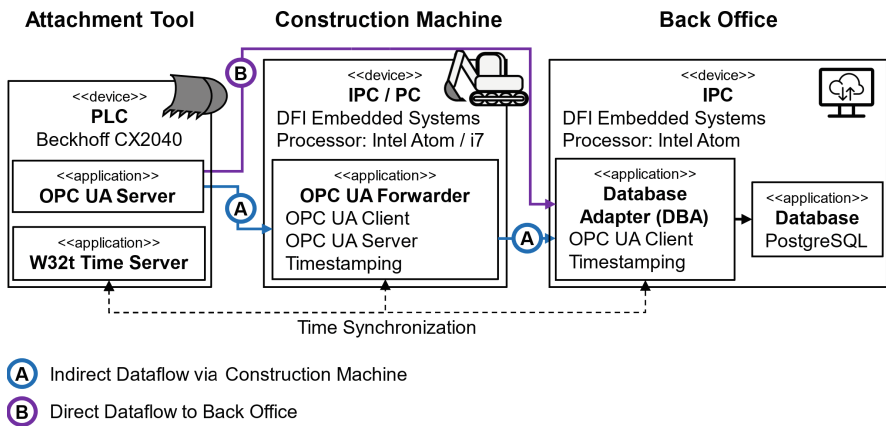 Attachment Tool
Construction Machine
Back Office
<<device>>
PLC
Beckhoff CX2040
<<application>>
OPC UA Server
<<application>>
W32t Time Server
B
A
<<device>>
IPC / PC
DFI Embedded Systems
Processor: Intel Atom / i7
<<application>>
OPC UA Forwarder
OPC UA Client
OPC UA Server
Timestamping
A
<<device>>
IPC
DFI Embedded Systems
Processor: Intel Atom
<<application>>
Database
Adapter (DBA)
OPC UA Client
Timestamping
<<application>>
Database
PostgreSQL
Time Synchronization
A Indirect Dataflow via Construction Machine
B Direct Dataflow to Back Office